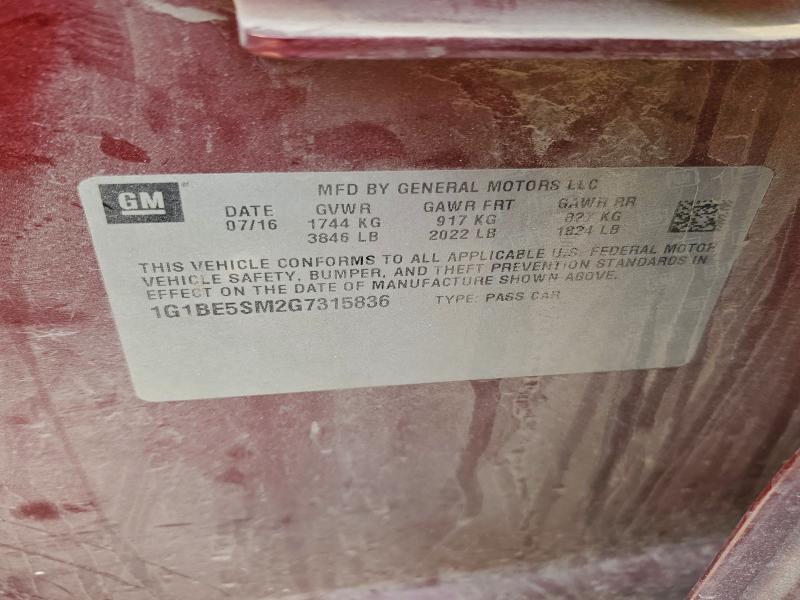 GM MFD BY GENERAL MOTORS LLC
DATE GVWR GAWR FRT GAWR RR
07/16 1744 KG 917 KG 827 KG
3846 LB 2022 LB 1824 LB
THIS VEHICLE CONFORMS TO ALL APPLICABLE U.S. FEDERAL MOTOR
VEHICLE SAFETY, BUMPER, AND THEFT PREVENTION STANDARDS IN
EFFECT ON THE DATE OF MANUFACTURE SHOWN ABOVE.
1G1BE5SM2G7315836 TYPE: PASS CAR